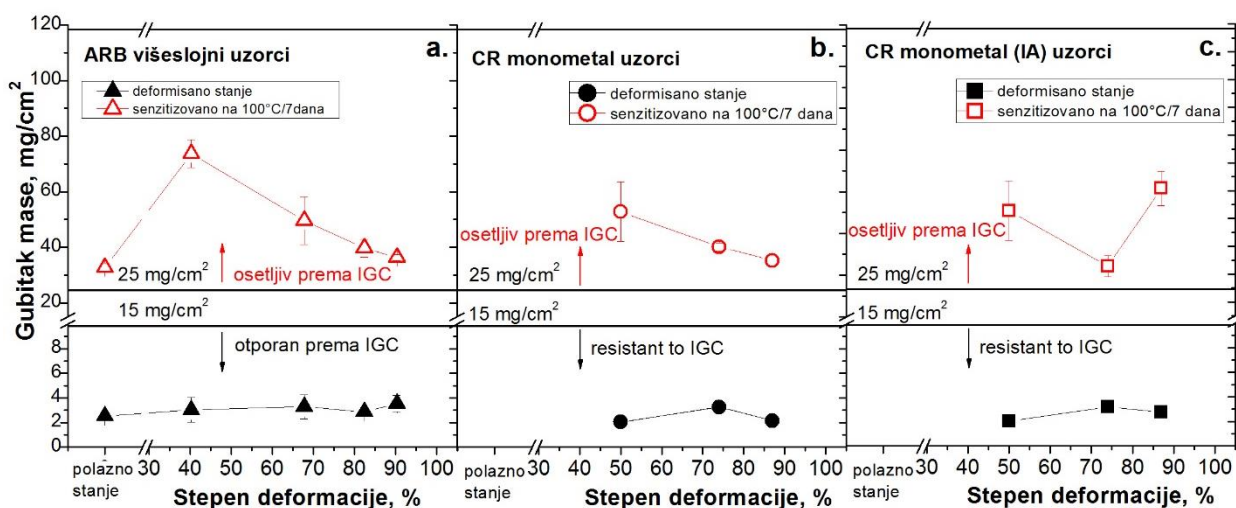 Gubitak mase, mg/cm²
120
100
80
60
40
20
8
6
4
2
0
ARB višeslojni uzorci
a.
deformisano stanje
senzitizovano na 100°C/7dana
25 mg/cm²
osetljiv prema IGC
15 mg/cm²
otporan prema IGC
polazno
stanje
30 40 50 60 70 80 90 100
Stepen deformacije, %
CR monometal uzorci
b.
deformisano stanje
senzitizovano na 100°C/7 dana
osetljiv prema IGC
25 mg/cm²
15 mg/cm²
resistant to IGC
polazno
stanje
30 40 50 60 70 80 90 100
Stepen deformacije, %
CR monometal (IA) uzorci
c.
deformisano stanje
senzitizovano na 100°C/7 dana
osetljiv prema IGC
25 mg/cm²
15 mg/cm²
resistant to IGC
polazno
stanje
30 40 50 60 70 80 90 100
Stepen deformacije, %